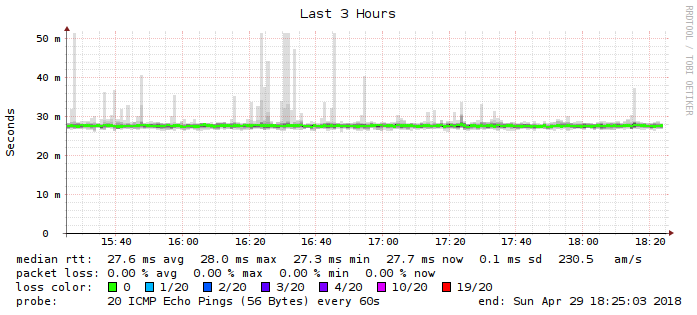 Last 3 Hours
RRDTOOL / TOBI OETIKER
Seconds
50 m
40 m
30 m
20 m
10 m
0
15:40 16:00 16:20 16:40 17:00 17:20 17:40 18:00 18:20
median rtt: 27.6 ms avg 28.0 ms max 27.3 ms min 27.7 ms now 0.1 ms sd 230.5 am/s
packet loss: 0.00 % avg 0.00 % max 0.00 % min 0.00 % now
loss color: 0 1/20 2/20 3/20 4/20 10/20 19/20
probe: 20 ICMP Echo Pings (56 Bytes) every 60s end: Sun Apr 29 18:25:03 2018